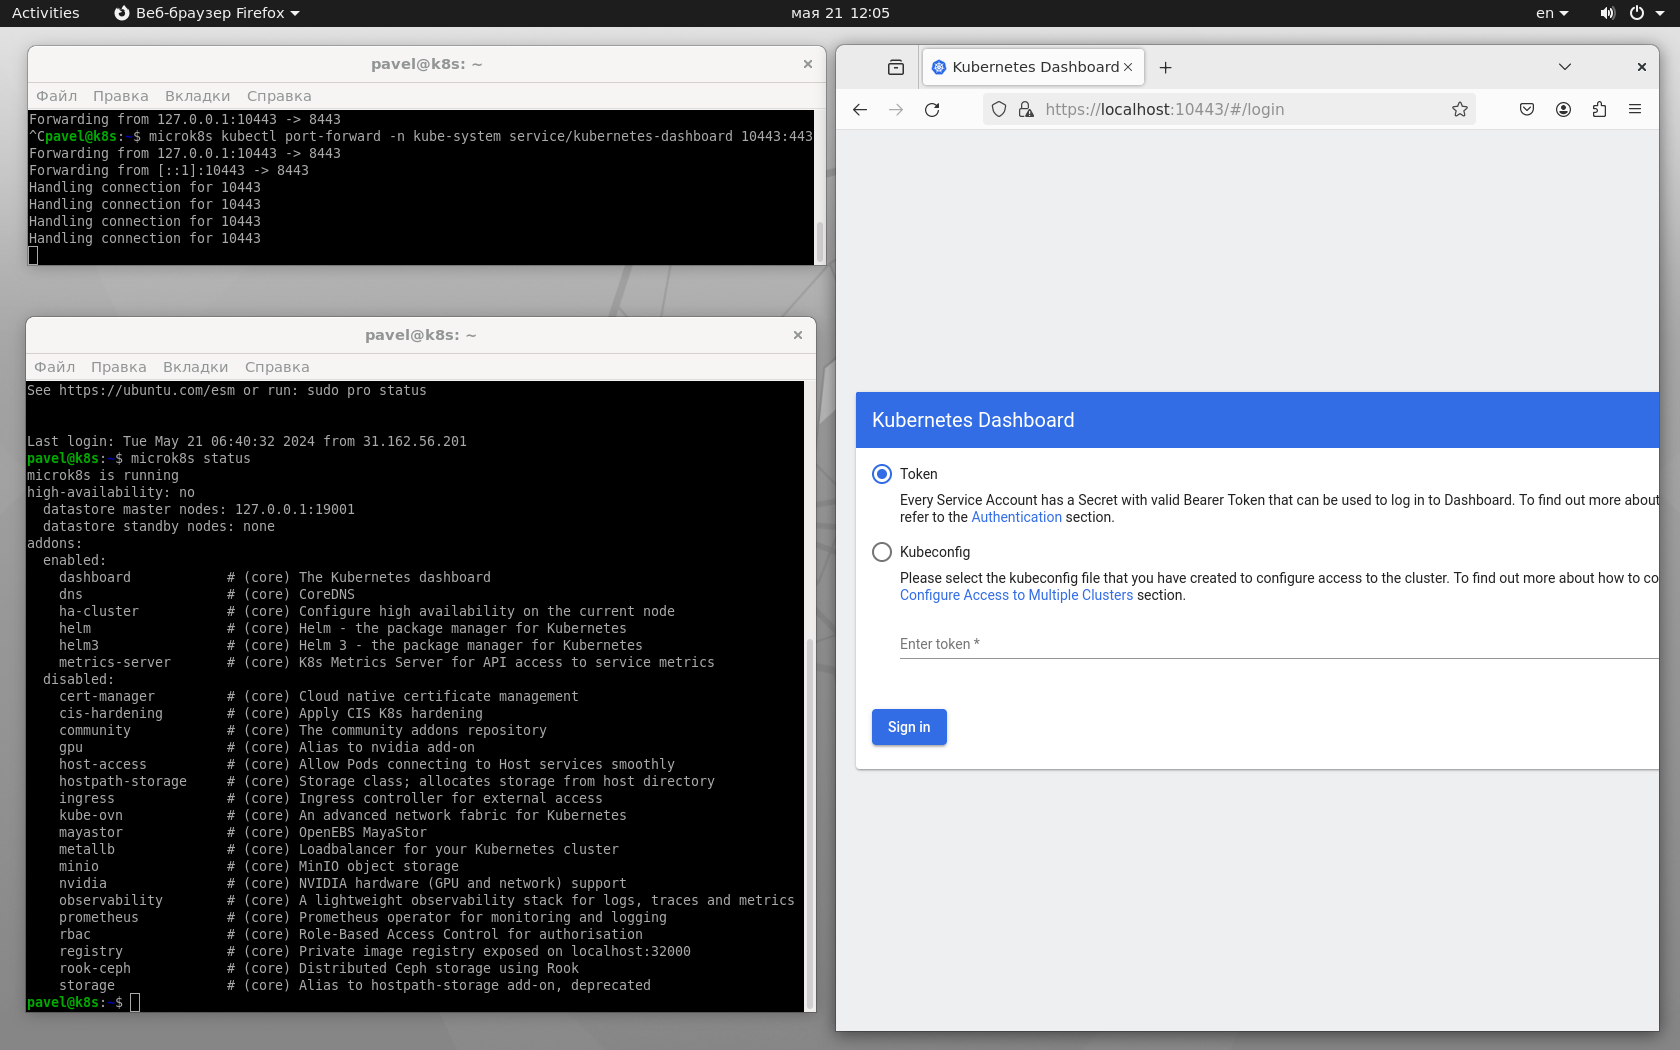 Activities
Веб-браузер Firefox
мая 21 12:05
en
pavel@k8s: ~
Файл Правка Вкладки Справка
Forwarding from 127.0.0.1:10443 -> 8443
^Cpavel@k8s:~$ microk8s kubectl port-forward -n kube-system service/kubernetes-dashboard 10443:443
Forwarding from 127.0.0.1:10443 -> 8443
Forwarding from [::1]:10443 -> 8443
Handling connection for 10443
Handling connection for 10443
Handling connection for 10443
Handling connection for 10443
pavel@k8s: ~
Файл Правка Вкладки Справка
See https://ubuntu.com/esm or run: sudo pro status
Last login: Tue May 21 06:40:32 2024 from 31.162.56.201
pavel@k8s:~$ microk8s status
microk8s is running
high-availability: no
  datastore master nodes: 127.0.0.1:19001
  datastore standby nodes: none
addons:
  enabled:
    dashboard            # (core) The Kubernetes dashboard
    dns                  # (core) CoreDNS
    ha-cluster           # (core) Configure high availability on the current node
    helm                 # (core) Helm - the package manager for Kubernetes
    helm3                # (core) Helm 3 - the package manager for Kubernetes
    metrics-server       # (core) K8s Metrics Server for API access to service metrics
  disabled:
    cert-manager         # (core) Cloud native certificate management
    cis-hardening        # (core) Apply CIS K8s hardening
    community            # (core) The community addons repository
    gpu                  # (core) Alias to nvidia add-on
    host-access          # (core) Allow Pods connecting to Host services smoothly
    hostpath-storage     # (core) Storage class; allocates storage from host directory
    ingress              # (core) Ingress controller for external access
    kube-ovn             # (core) An advanced network fabric for Kubernetes
    mayastor             # (core) OpenEBS MayaStor
    metallb              # (core) Loadbalancer for your Kubernetes cluster
    minio                # (core) MinIO object storage
    nvidia               # (core) NVIDIA hardware (GPU and network) support
    observability        # (core) A lightweight observability stack for logs, traces and metrics
    prometheus           # (core) Prometheus operator for monitoring and logging
    rbac                 # (core) Role-Based Access Control for authorisation
    registry             # (core) Private image registry exposed on localhost:32000
    rook-ceph            # (core) Distributed Ceph storage using Rook
    storage              # (core) Alias to hostpath-storage add-on, deprecated
pavel@k8s:~$
Kubernetes Dashboard
https://localhost:10443/#/login
Kubernetes Dashboard
Token
Every Service Account has a Secret with valid Bearer Token that can be used to log in to Dashboard. To find out more about
refer to the Authentication section.
Kubeconfig
Please select the kubeconfig file that you have created to configure access to the cluster. To find out more about how to co
Configure Access to Multiple Clusters section.
Enter token *
Sign in